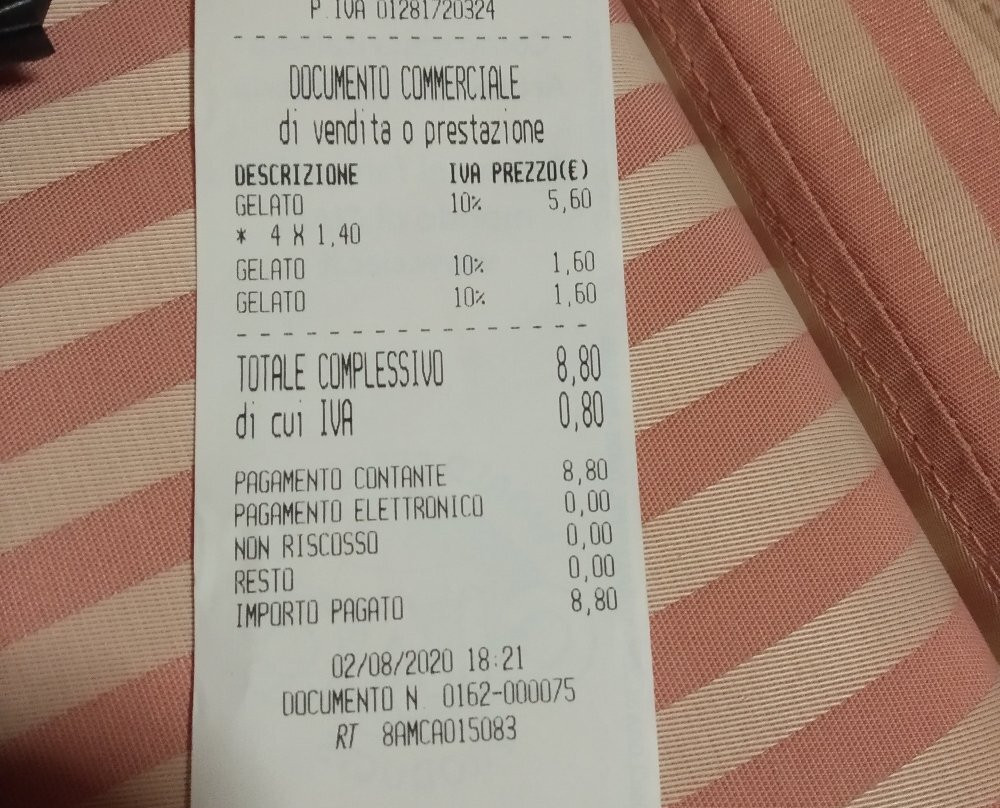 P.IVA 01281720324
DOCUMENTO COMMERCIALE
di vendita o prestazione
DESCRIZIONE IVA PREZZO(€)
GELATO 10% 5,60
* 4 X 1,40
GELATO 10% 1,60
GELATO 10% 1,60
TOTALE COMPLESSIVO 8,80
di cui IVA 0,80
PAGAMENTO CONTANTE 8,80
PAGAMENTO ELETTRONICO 0,00
NON RISCOSSO 0,00
RESTO 0,00
IMPORTO PAGATO 8,80
02/08/2020 18:21
DOCUMENTO N. 0162-000075
RT 8AMCA015083